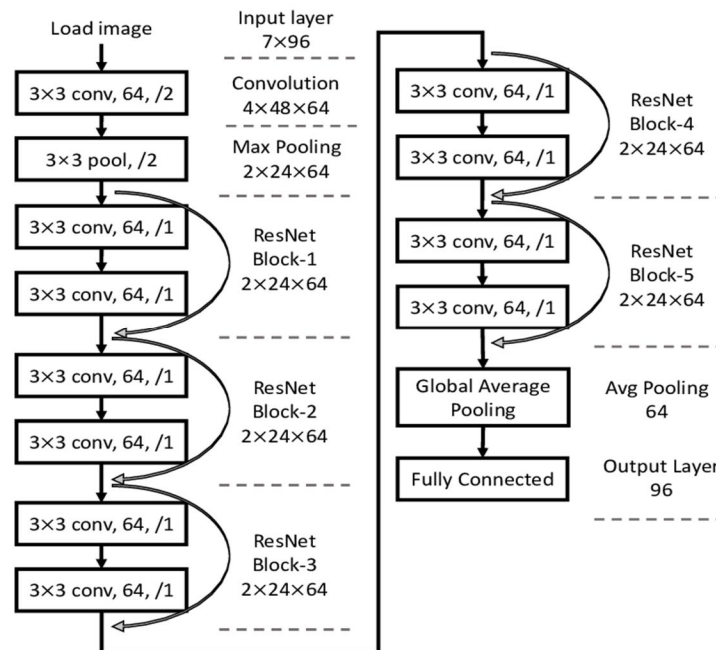 Load image
Input layer
7×96
3×3 conv, 64, /2
Convolution
4×48×64
3×3 pool, /2
Max Pooling
2×24×64
3×3 conv, 64, /1
3×3 conv, 64, /1
ResNet
Block-1
2×24×64
3×3 conv, 64, /1
3×3 conv, 64, /1
ResNet
Block-2
2×24×64
3×3 conv, 64, /1
3×3 conv, 64, /1
ResNet
Block-3
2×24×64
3×3 conv, 64, /1
3×3 conv, 64, /1
ResNet
Block-4
2×24×64
3×3 conv, 64, /1
3×3 conv, 64, /1
ResNet
Block-5
2×24×64
Global Average
Pooling
Avg Pooling
64
Fully Connected
Output Layer
96